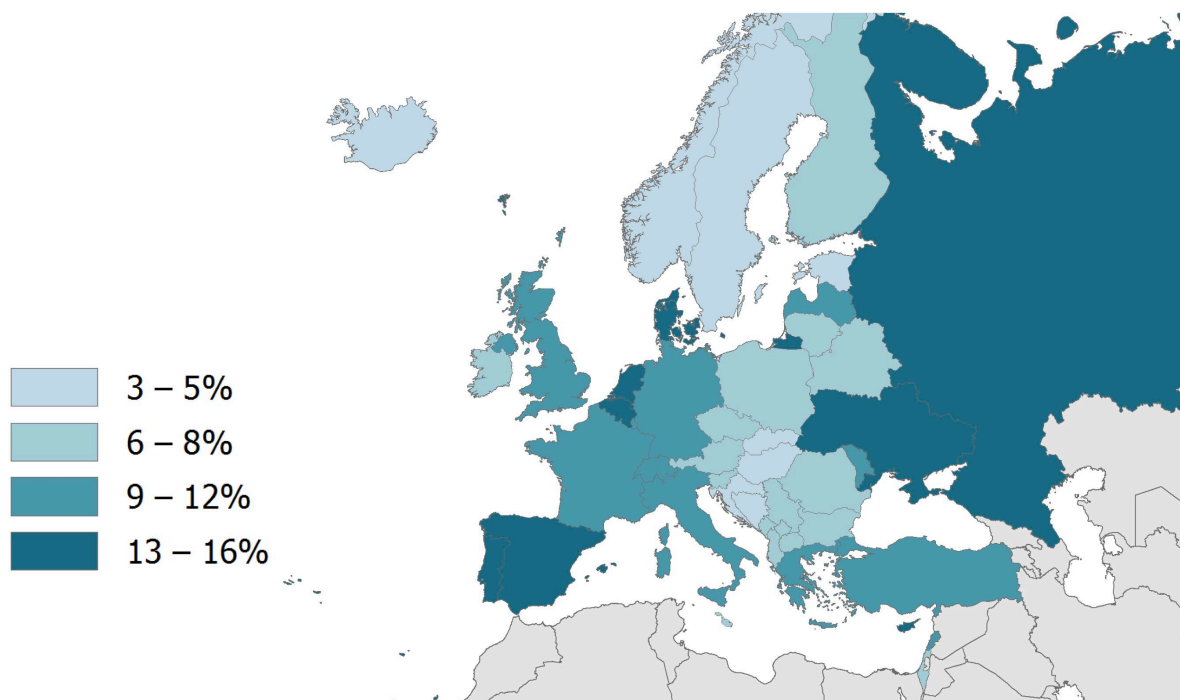 3 – 5%
6 – 8%
9 – 12%
13 – 16%